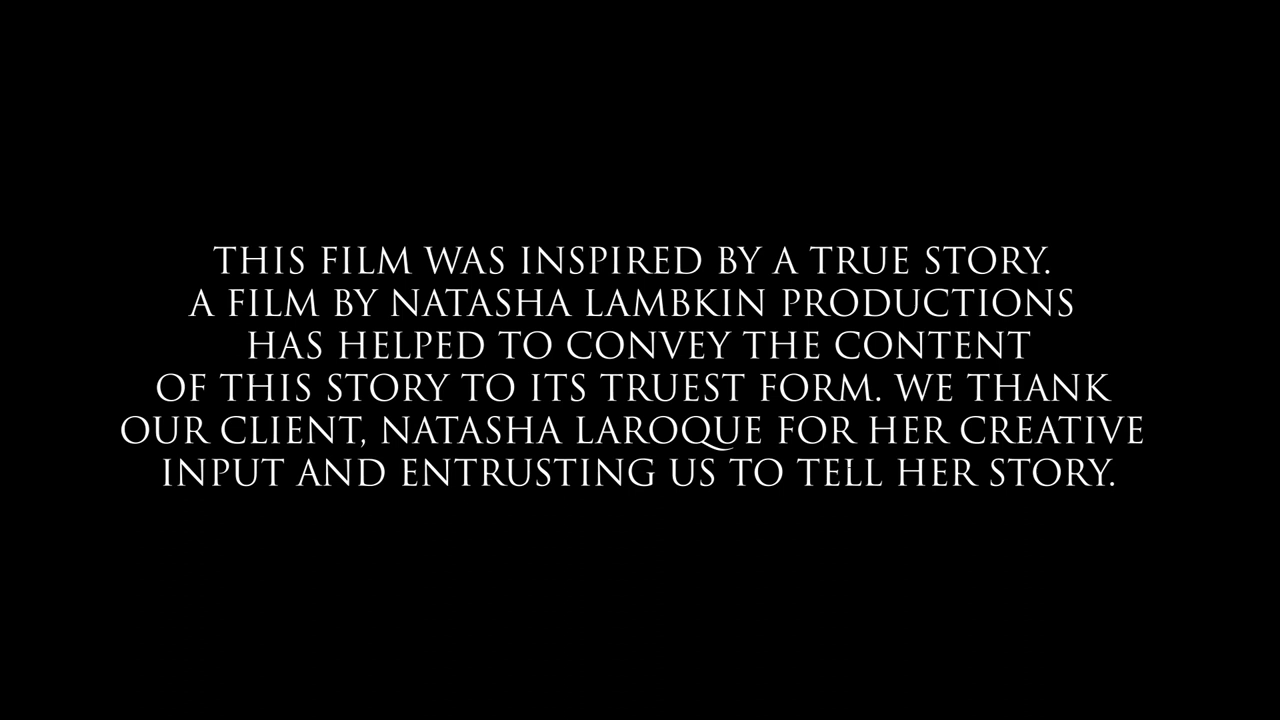 THIS FILM WAS INSPIRED BY A TRUE STORY.
A FILM BY NATASHA LAMBKIN PRODUCTIONS
HAS HELPED TO CONVEY THE CONTENT
OF THIS STORY TO ITS TRUEST FORM. WE THANK
OUR CLIENT, NATASHA LAROQUE FOR HER CREATIVE
INPUT AND ENTRUSTING US TO TELL HER STORY.